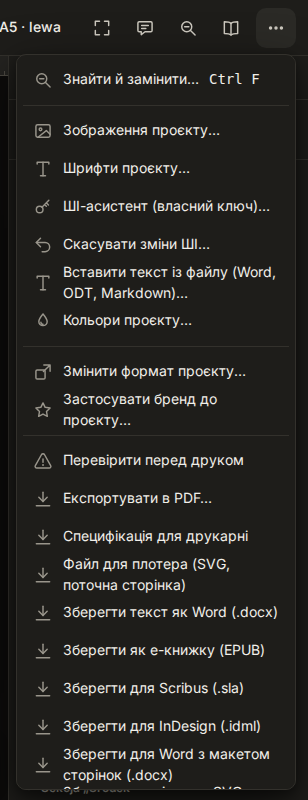 A5 · lewa
Знайти й замінити... Ctrl F
Зображення проєкту...
Шрифти проєкту...
ШІ-асистент (власний ключ)...
Скасувати зміни ШІ...
Вставити текст із файлу (Word,
ODT, Markdown)...
Кольори проєкту...
Змінити формат проєкту...
Застосувати бренд до
проєкту...
Перевірити перед друком
Експортувати в PDF...
Специфікація для друкарні
Файл для плотера (SVG,
поточна сторінка)
Зберегти текст як Word (.docx)
Зберегти як е-книжку (EPUB)
Зберегти для Scribus (.sla)
Зберегти для InDesign (.idml)
Зберегти для Word з макетом
сторінок (.docx)